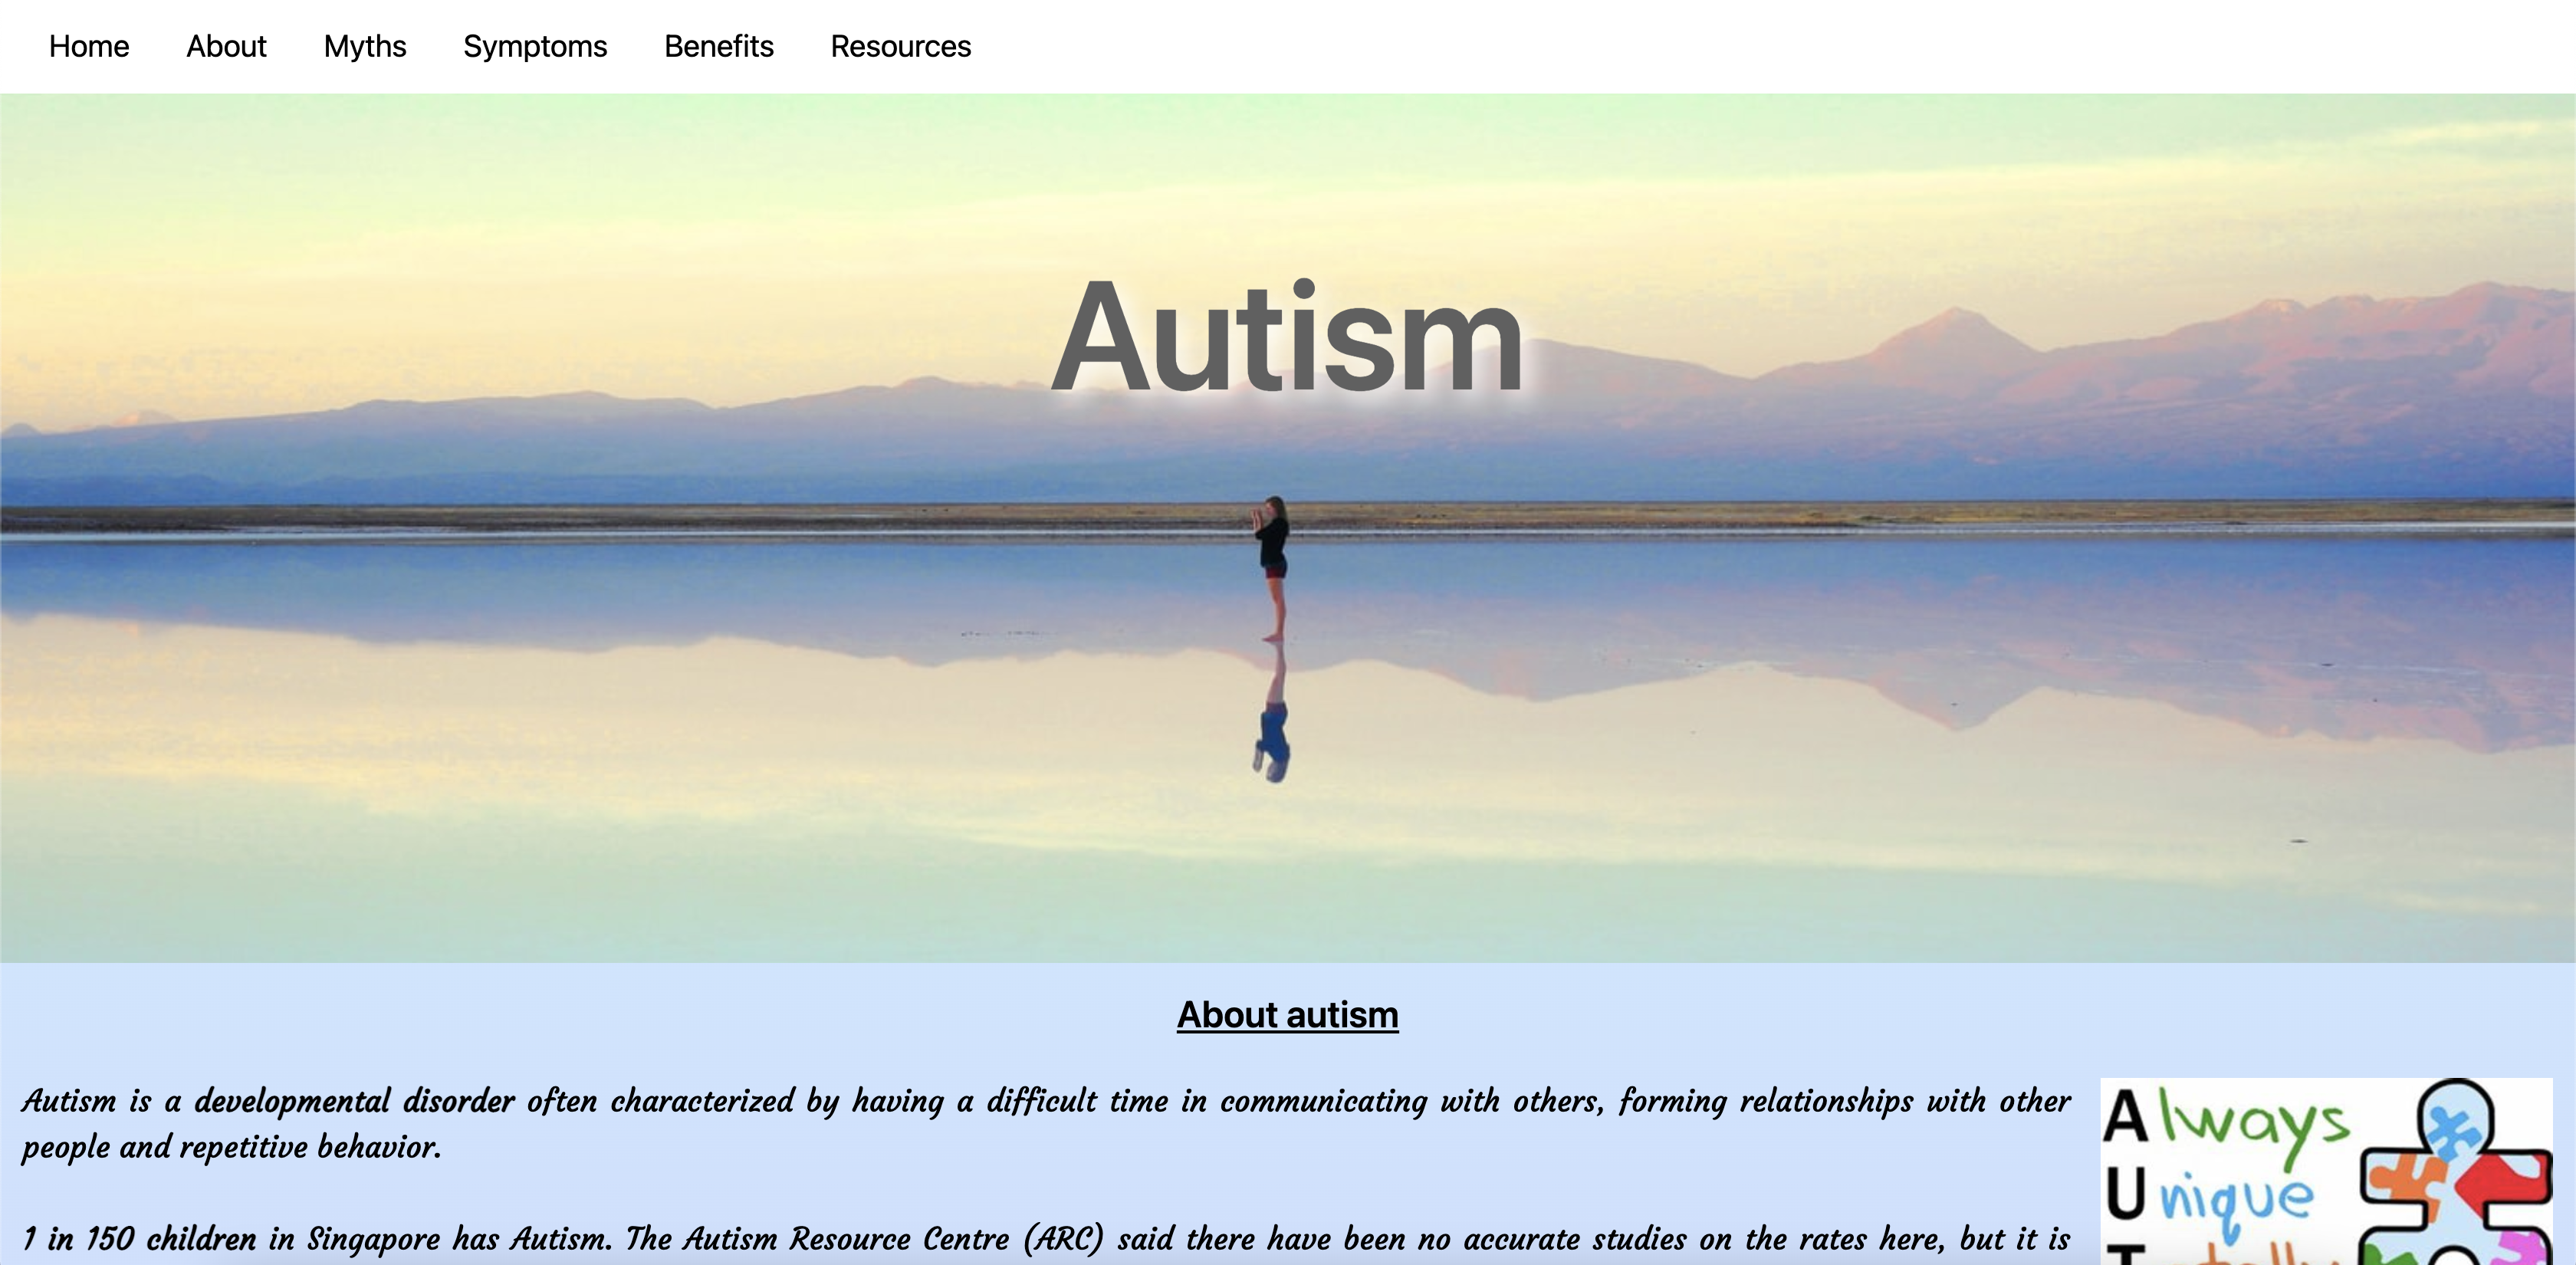 Home About Myths Symptoms Benefits Resources
Autism
About autism
Autism is a developmental disorder often characterized by having a difficult time in communicating with others, forming relationships with other
people and repetitive behavior.
1 in 150 children in Singapore has Autism. The Autism Resource Centre (ARC) said there have been no accurate studies on the rates here, but it is
Always
Unique
Totally